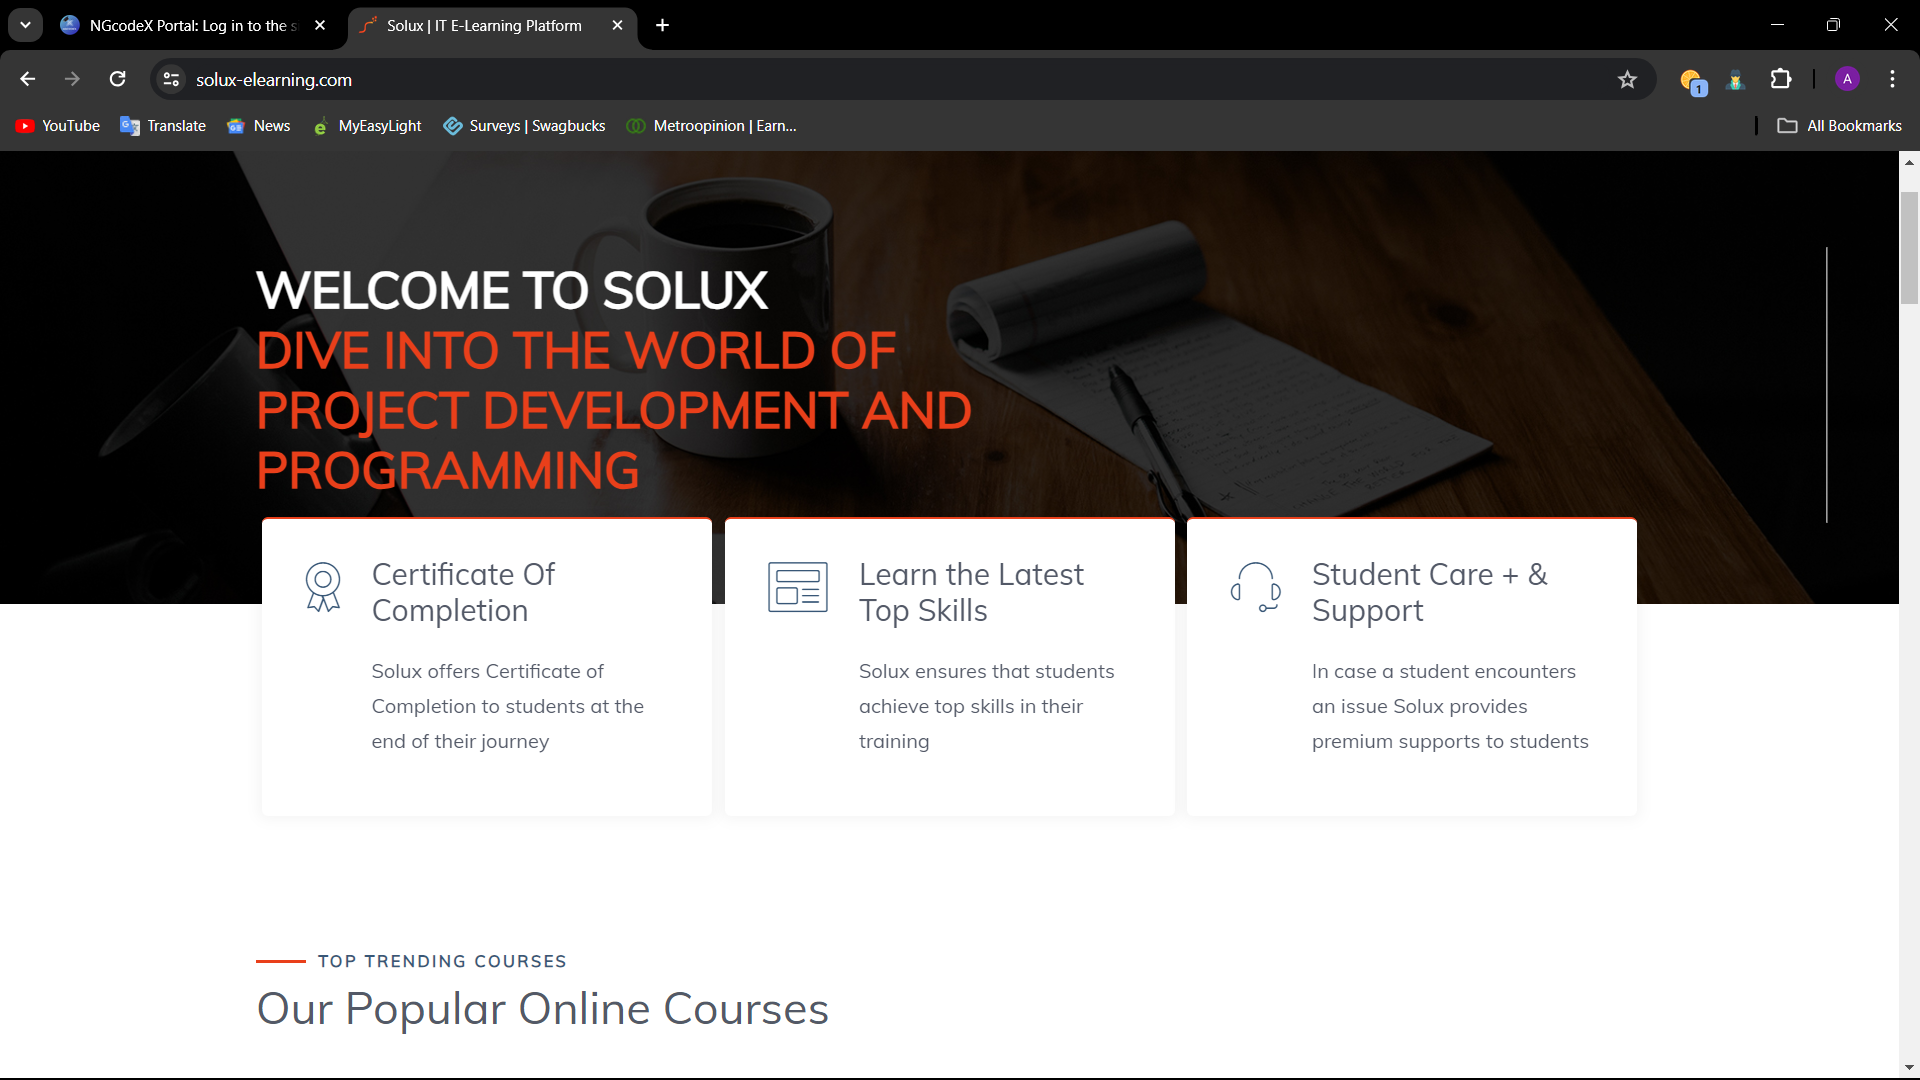 NGcodeX Portal: Log in to the s
Solux | IT E-Learning Platform
solux-elearning.com
1
A
YouTube
Translate
News
MyEasyLight
Surveys | Swagbucks
Metroopinion | Earn...
All Bookmarks
WELCOME TO SOLUX
DIVE INTO THE WORLD OF
PROJECT DEVELOPMENT AND
PROGRAMMING
Certificate Of
Completion
Solux offers Certificate of
Completion to students at the
end of their journey
Learn the Latest
Top Skills
Solux ensures that students
achieve top skills in their
training
Student Care + &
Support
In case a student encounters
an issue Solux provides
premium supports to students
TOP TRENDING COURSES
Our Popular Online Courses